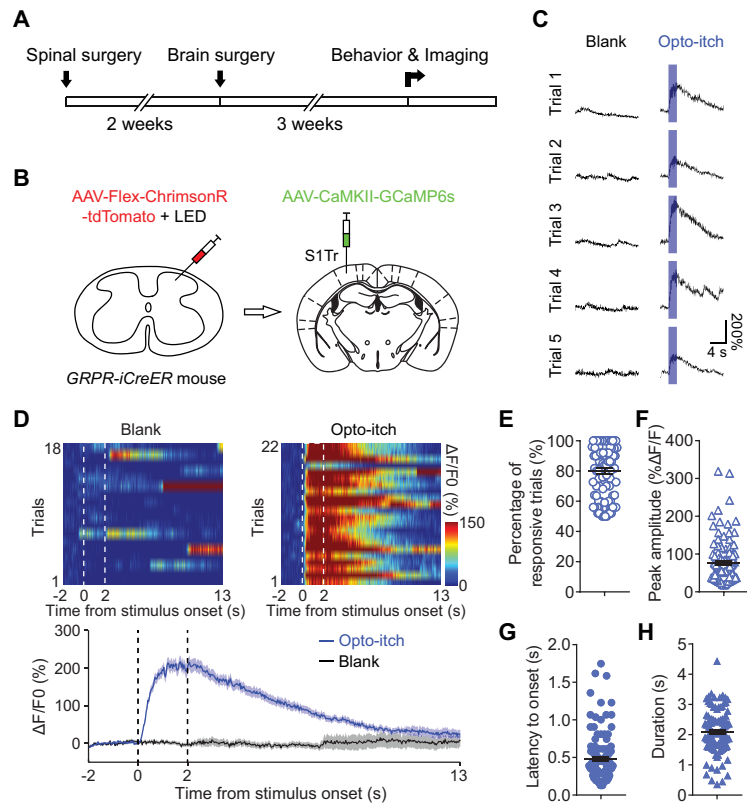 A
Spinal surgery
Brain surgery
Behavior & Imaging
2 weeks
3 weeks
B
AAV-Flex-ChrimsonR
-tdTomato + LED
AAV-CaMKII-GCaMP6s
S1Tr
GRPR-iCreER mouse
C
Blank
Opto-itch
Trial 1
Trial 2
Trial 3
Trial 4
Trial 5
200%
4 s
D
Blank
Opto-itch
18
Trials
1
-2
0
2
13
Time from stimulus onset (s)
22
Trials
1
-2
0
2
13
Time from stimulus onset (s)
ΔF/F0
(%)
150
0
300
200
100
0
ΔF/F0 (%)
Opto-itch
Blank
-2
0
2
13
Time from stimulus onset (s)
E
Percentage of
responsive trials (%)
100
80
60
40
20
0
F
Peak amplitude (%ΔF/F)
400
300
200
100
0
G
Latency to onset (s)
2.0
1.5
1.0
0.5
0.0
H
Duration (s)
5
4
3
2
1
0